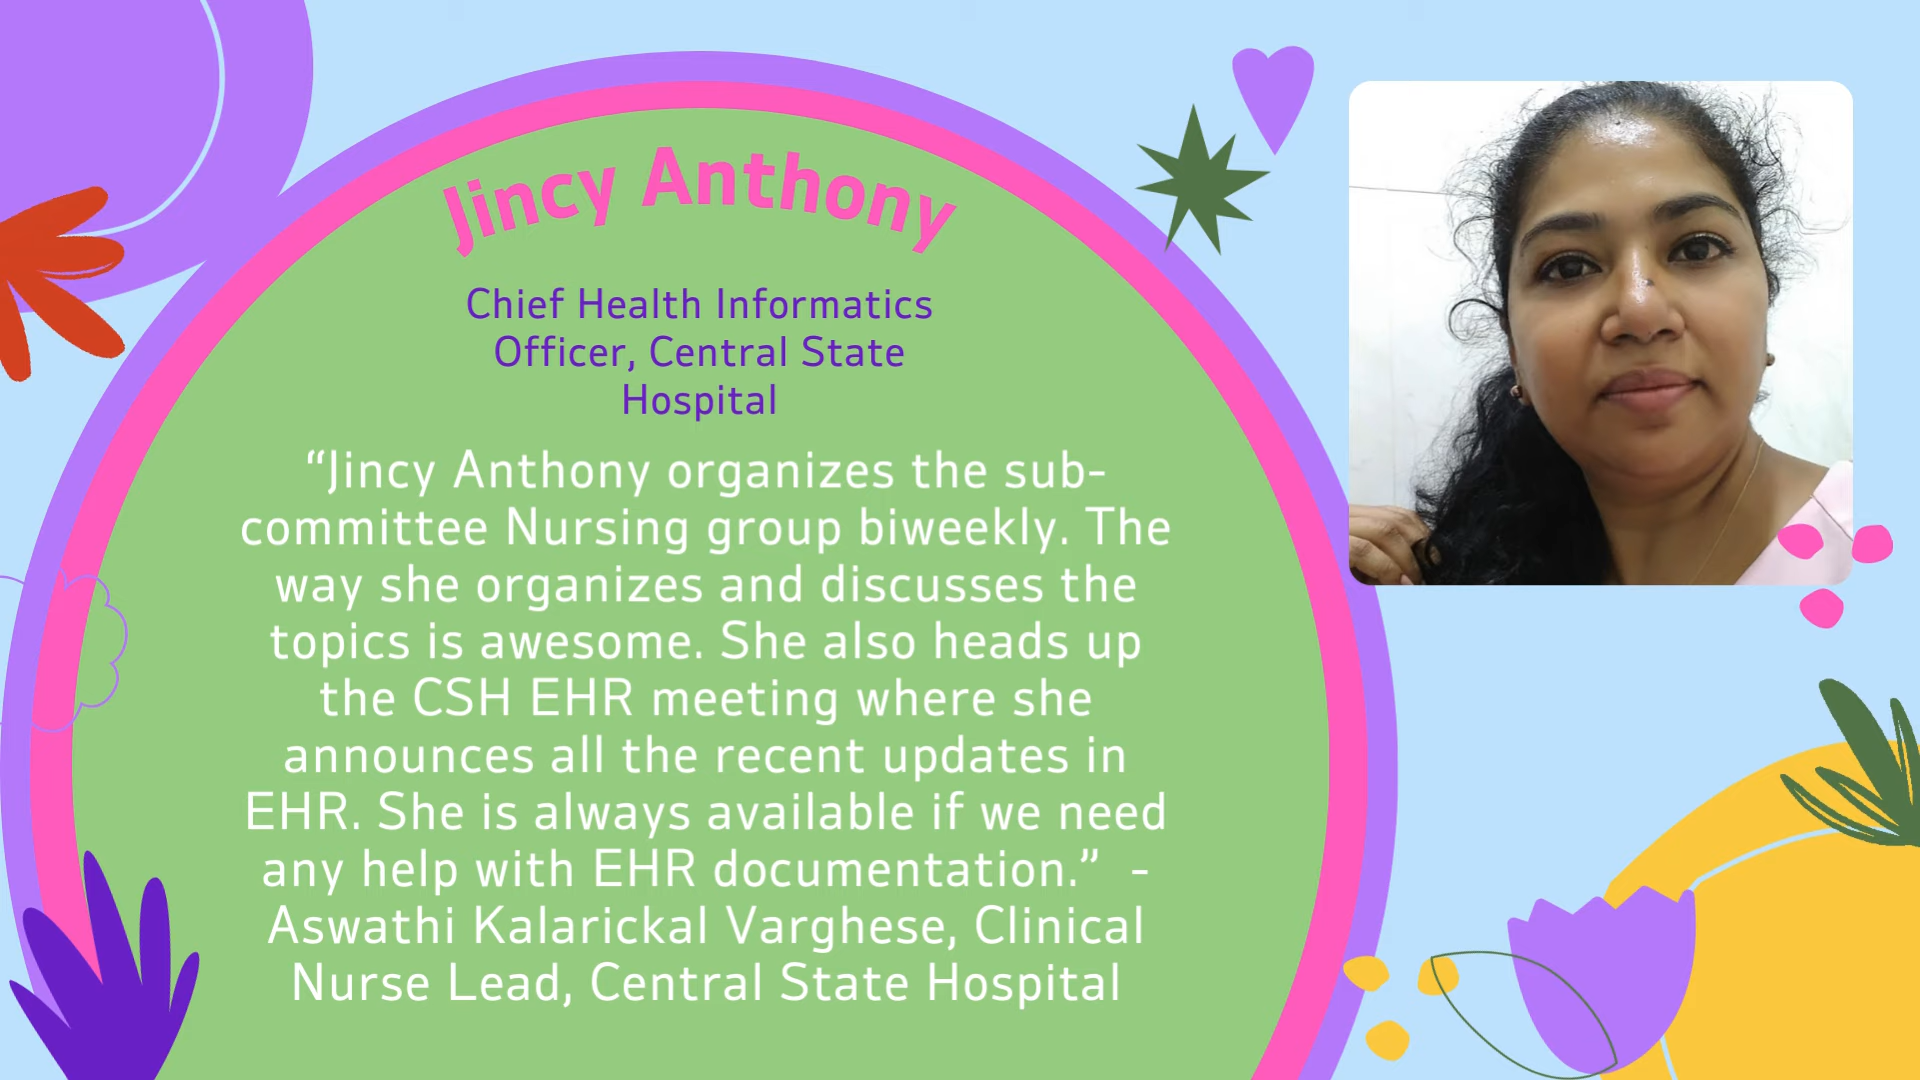 Jincy Anthony
Chief Health Informatics
Officer, Central State
Hospital
“Jincy Anthony organizes the sub-
committee Nursing group biweekly. The
way she organizes and discusses the
topics is awesome. She also heads up
the CSH EHR meeting where she
announces all the recent updates in
EHR. She is always available if we need
any help with EHR documentation.” -
Aswathi Kalarickal Varghese, Clinical
Nurse Lead, Central State Hospital